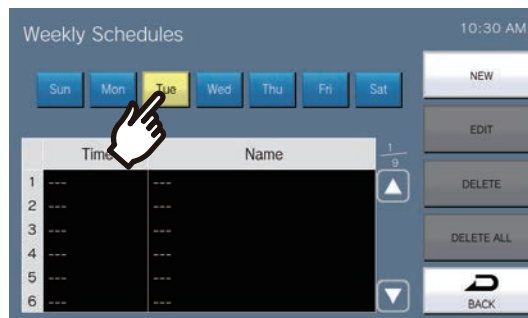 Weekly Schedules
10:30 AM
Sun Mon Tue Wed Thu Fri Sat
NEW
EDIT
DELETE
DELETE ALL
BACK
Time Name
1/9
1 --- ---
2 --- ---
3 --- ---
4 --- ---
5 --- ---
6 --- ---